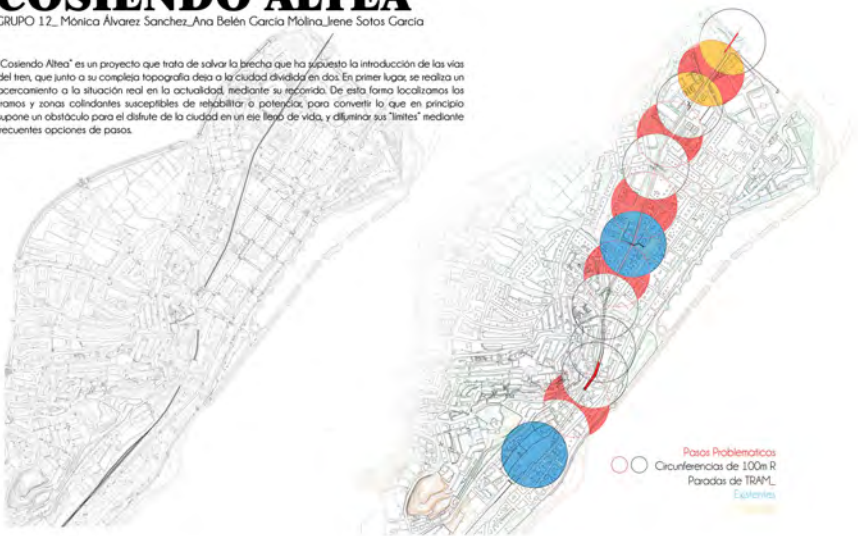 COSIENDO ALTEA
GRUPO 12_ Mónica Álvarez Sanchez_Ana Belén García Molina_Irene Sotos García
"Cosiendo Altea" es un proyecto que trata de salvar la brecha que ha supuesto la introducción de las vías
del tren, que junto a su compleja topografía deja a la ciudad dividida en dos. En primer lugar, se realiza un
acercamiento a la situación real en la actualidad, mediante su recorrido. De esta forma localizamos los
tramos y zonas colindantes susceptibles de rehabilitar o potenciar, para convertir lo que en principio
supone un obstáculo para el disfrute de la ciudad en un eje lleno de vida, y difuminar sus "límites" mediante
frecuentes opciones de pasos.
Pasos Problematicos
Circunferencias de 100m R
Paradas de TRAM_
Existentes